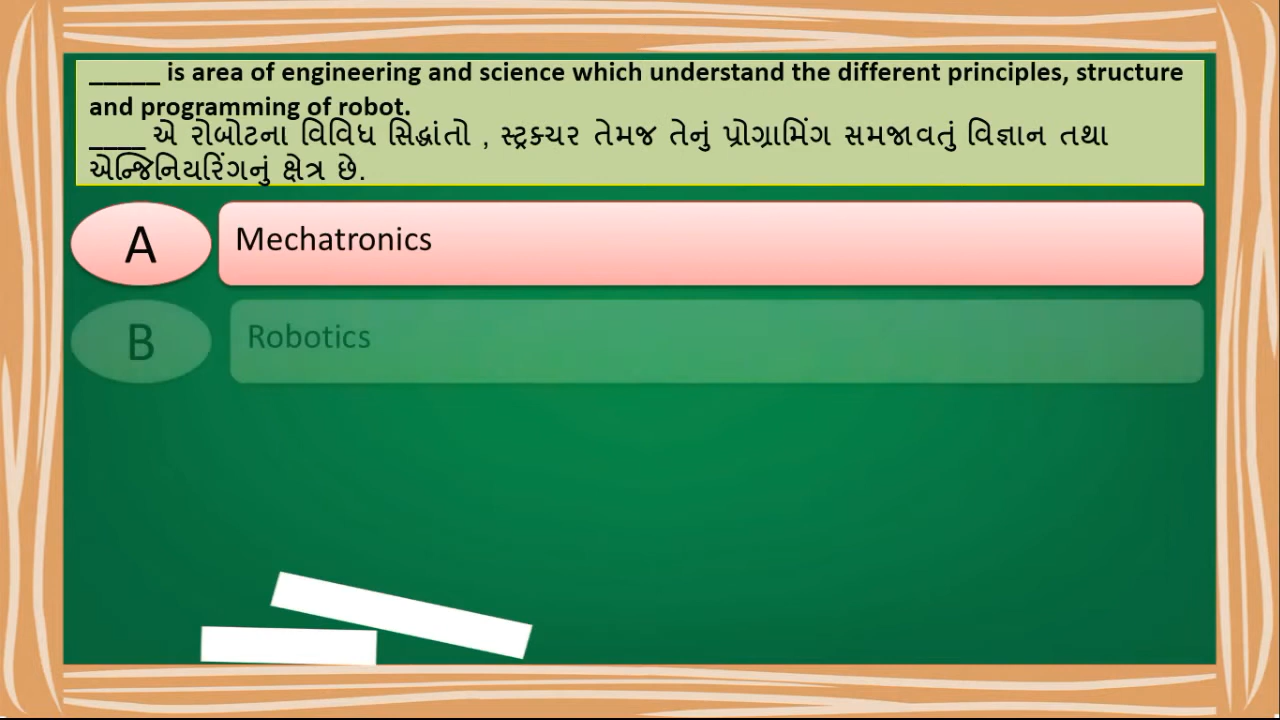 _____ is area of engineering and science which understand the different principles, structure
and programming of robot.
____ એ રોબોટના વિવિધ સિદ્ધાંતો , સ્ટ્રક્ચર તેમજ તેનું પ્રોગ્રામિંગ સમજાવતું વિજ્ઞાન તથા
એન્જિનિયરિંગનું ક્ષેત્ર છે.
A Mechatronics
B Robotics